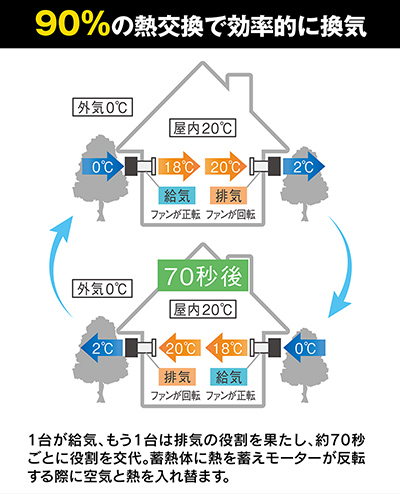 90%の熱交換で効率的に換気
外気0℃
屋内20℃
0℃ 18℃ 20℃ 2℃
給気 排気
ファンが正転 ファンが回転
70秒後
外気0℃
屋内20℃
2℃ 20℃ 18℃ 0℃
排気 給気
ファンが回転 ファンが正転
1台が給気、もう1台は排気の役割を果たし、約70秒
ごとに役割を交代。蓄熱体に熱を蓄えモーターが反転
する際に空気と熱を入れ替ます。